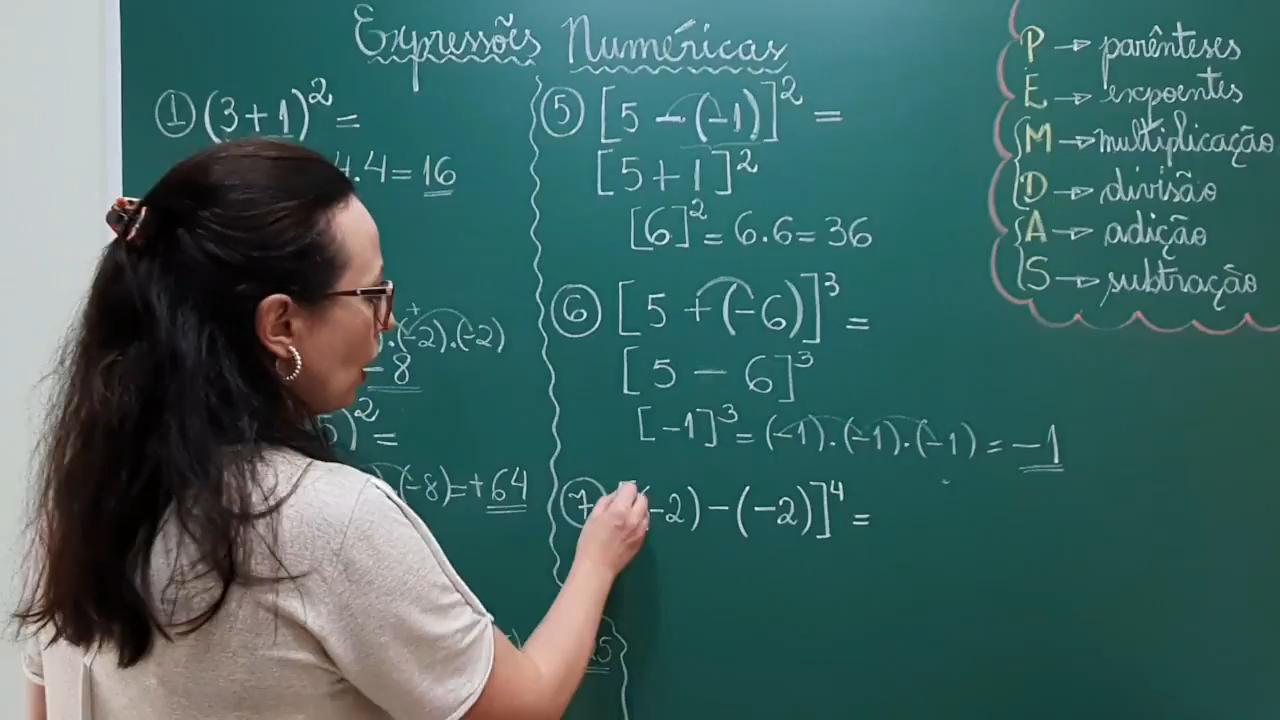 Expressões Numéricas
① (3 + 1)² =
4.4 = 16
.(-2).(-2)
+
-8
5)² =
(-8) = +64
⑤ [5 - (-1)]² =
[5 + 1]²
[6]² = 6.6 = 36
⑥ [5 + (-6)]³ =
[5 - 6]³
[-1]³ = (-1).(-1).(-1) = -1
⑦ -2) - (-2)]⁴ =
P → parênteses
E → expoentes
M → multiplicação
D → divisão
A → adição
S → subtração